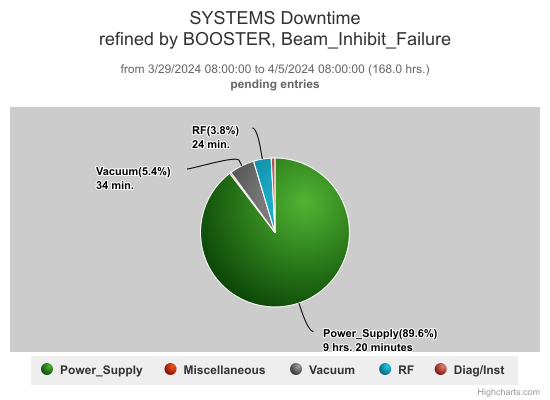 SYSTEMS Downtime
refined by BOOSTER, Beam_Inhibit_Failure
from 3/29/2024 08:00:00 to 4/5/2024 08:00:00 (168.0 hrs.)
pending entries
RF(3.8%)
24 min.
Vacuum(5.4%)
34 min.
Power_Supply(89.6%)
9 hrs. 20 minutes
Power_Supply
Miscellaneous
Vacuum
RF
Diag/Inst
Highcharts.com